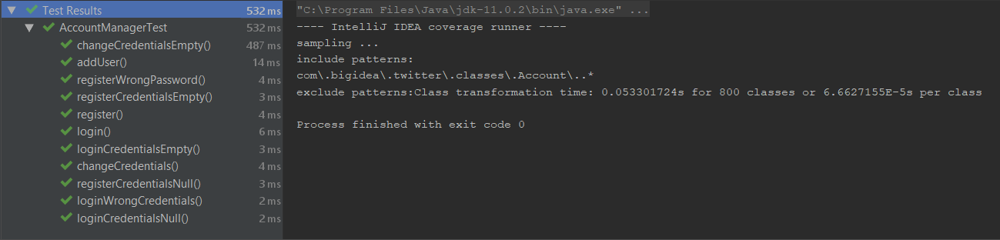 Test Results 532 ms
AccountManagerTest 532 ms
changeCredentialsEmpty() 487 ms
addUser() 14 ms
registerWrongPassword() 4 ms
registerCredentialsEmpty() 3 ms
register() 4 ms
login() 6 ms
loginCredentialsEmpty() 3 ms
changeCredentials() 4 ms
registerCredentialsNull() 3 ms
loginWrongCredentials() 2 ms
loginCredentialsNull() 2 ms
"C:\Program Files\Java\jdk-11.0.2\bin\java.exe" ...
---- IntelliJ IDEA coverage runner ----
sampling ...
include patterns:
com\.bigidea\.twitter\.classes\.Account\..*
exclude patterns:Class transformation time: 0.053301724s for 800 classes or 6.6627155E-5s per class
Process finished with exit code 0